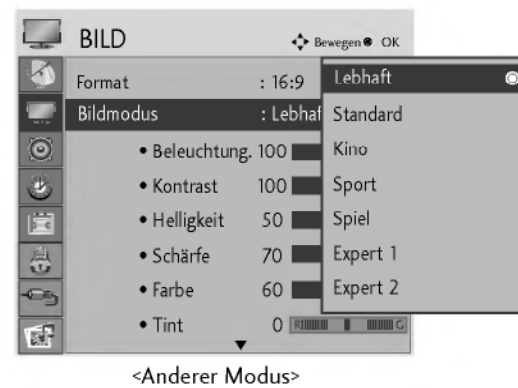 BILD
Bewegen OK
Format : 16:9
Bildmodus : Lebhaf
• Beleuchtung. 100
• Kontrast 100
• Helligkeit 50
• Schärfe 70
• Farbe 60
• Tint 0 R G
Lebhaft
Standard
Kino
Sport
Spiel
Expert 1
Expert 2
<Anderer Modus>